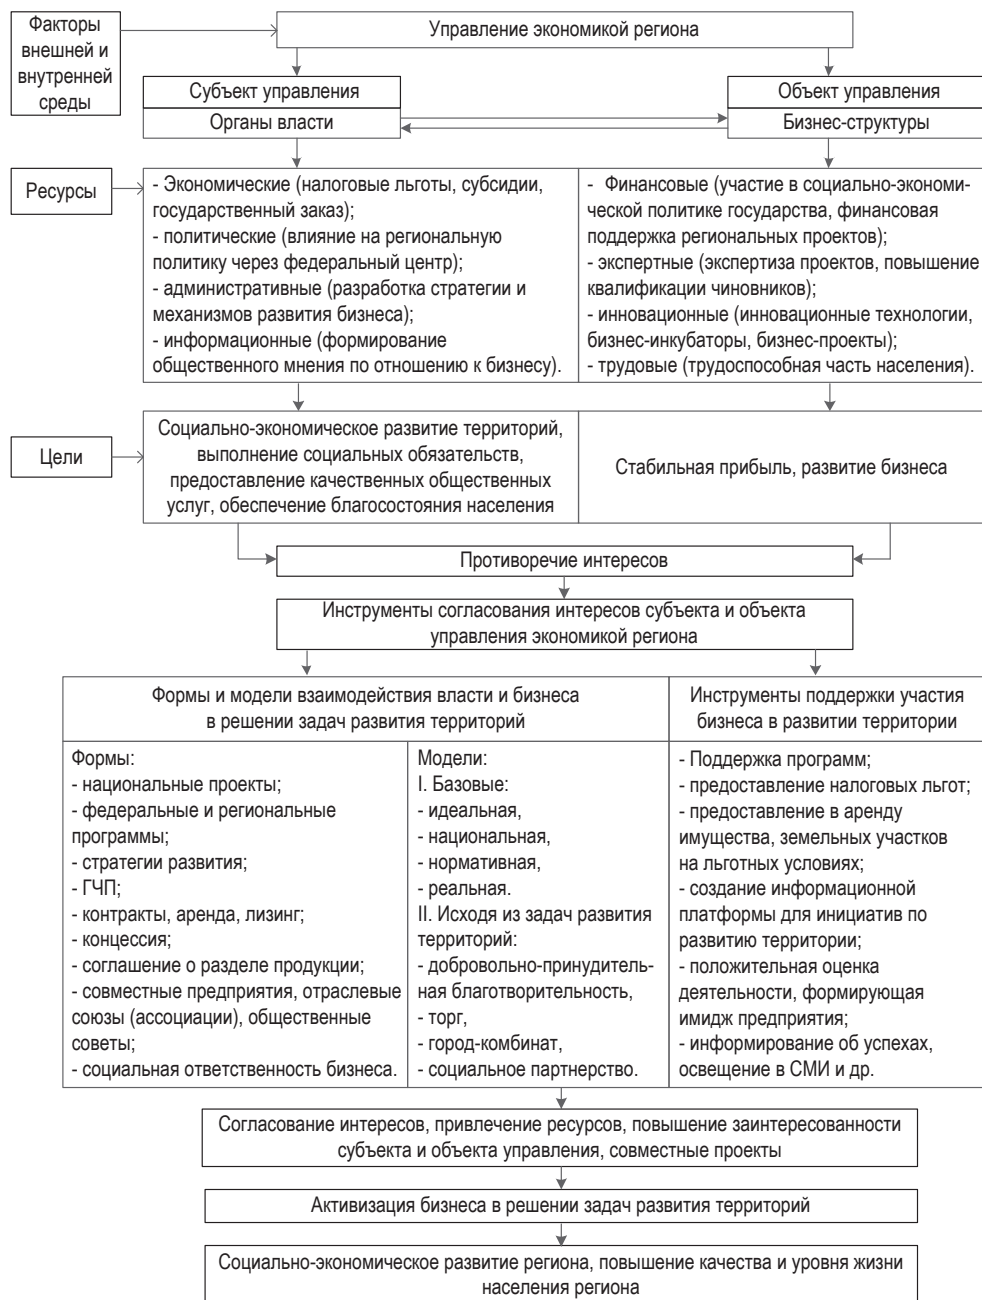 Факторы
внешней и
внутренней
среды
Управление экономикой региона
Субъект управления
Объект управления
Органы власти
Бизнес-структуры
Ресурсы
- Экономические (налоговые льготы, субсидии,
государственный заказ);
- политические (влияние на региональную
политику через федеральный центр);
- административные (разработка стратегии и
механизмов развития бизнеса);
- информационные (формирование
общественного мнения по отношению к бизнесу).
- Финансовые (участие в социально-экономи-
ческой политике государства, финансовая
поддержка региональных проектов);
- экспертные (экспертиза проектов, повышение
квалификации чиновников);
- инновационные (инновационные технологии,
бизнес-инкубаторы, бизнес-проекты);
- трудовые (трудоспособная часть населения).
Цели
Социально-экономическое развитие территорий,
выполнение социальных обязательств,
предоставление качественных общественных
услуг, обеспечение благосостояния населения
Стабильная прибыль, развитие бизнеса
Противоречие интересов
Инструменты согласования интересов субъекта и объекта
управления экономикой региона
Формы и модели взаимодействия власти и бизнеса
в решении задач развития территорий
Инструменты поддержки участия
бизнеса в развитии территории
Формы:
- национальные проекты;
- федеральные и региональные
программы;
- стратегии развития;
- ГЧП;
- контракты, аренда, лизинг;
- концессия;
- соглашение о разделе продукции;
- совместные предприятия, отраслевые
союзы (ассоциации), общественные
советы;
- социальная ответственность бизнеса.
Модели:
I. Базовые:
- идеальная,
- национальная,
- нормативная,
- реальная.
II. Исходя из задач развития
территорий:
- добровольно-принудитель-
ная благотворительность,
- торг,
- город-комбинат,
- социальное партнерство.
- Поддержка программ;
- предоставление налоговых льгот;
- предоставление в аренду
имущества, земельных участков
на льготных условиях;
- создание информационной
платформы для инициатив по
развитию территории;
- положительная оценка
деятельности, формирующая
имидж предприятия;
- информирование об успехах,
освещение в СМИ и др.
Согласование интересов, привлечение ресурсов, повышение заинтересованности
субъекта и объекта управления, совместные проекты
Активизация бизнеса в решении задач развития территорий
Социально-экономическое развитие региона, повышение качества и уровня жизни
населения региона